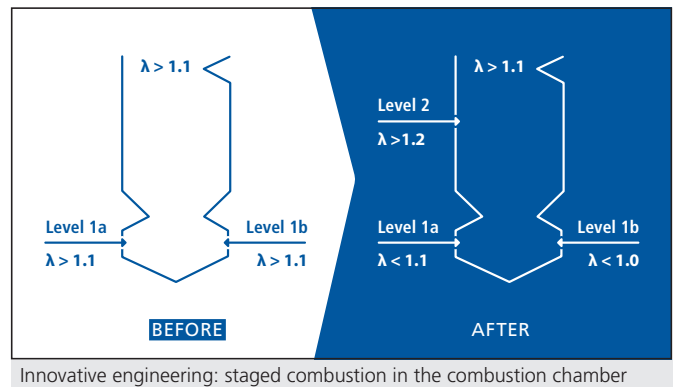 λ > 1.1
Level 1a
λ > 1.1
Level 1b
λ > 1.1
BEFORE
λ > 1.1
Level 2
λ >1.2
Level 1a
λ < 1.1
Level 1b
λ < 1.0
AFTER
Innovative engineering: staged combustion in the combustion chamber